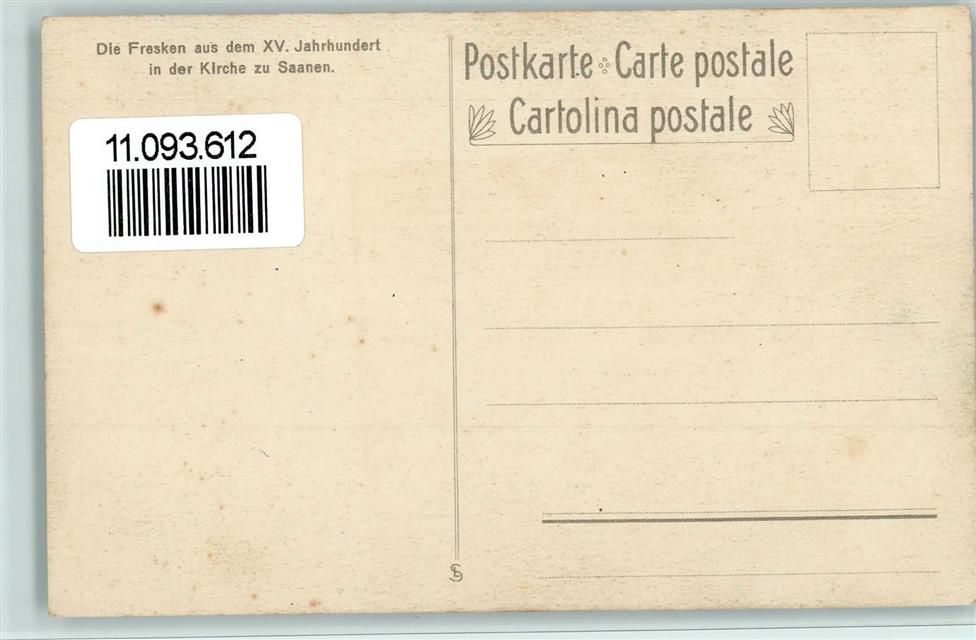 Die Fresken aus dem XV. Jahrhundert
in der Kirche zu Saanen.
11.093.612
Postkarte Carte postale
Cartolina postale